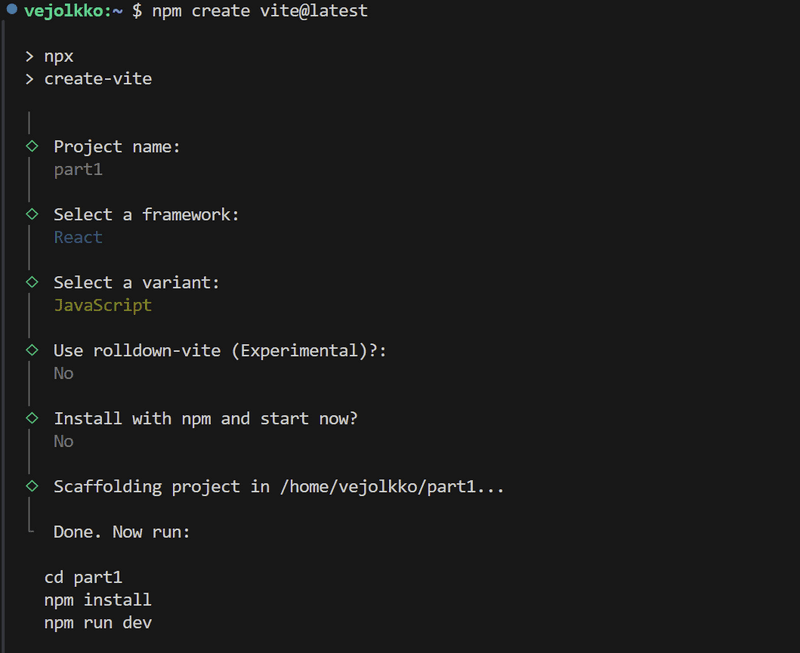 vejolkko:~ $ npm create vite@latest
> npx
> create-vite
Project name:
part1
Select a framework:
React
Select a variant:
JavaScript
Use rolldown-vite (Experimental)?:
No
Install with npm and start now?
No
Scaffolding project in /home/vejolkko/part1...
Done. Now run:
cd part1
npm install
npm run dev